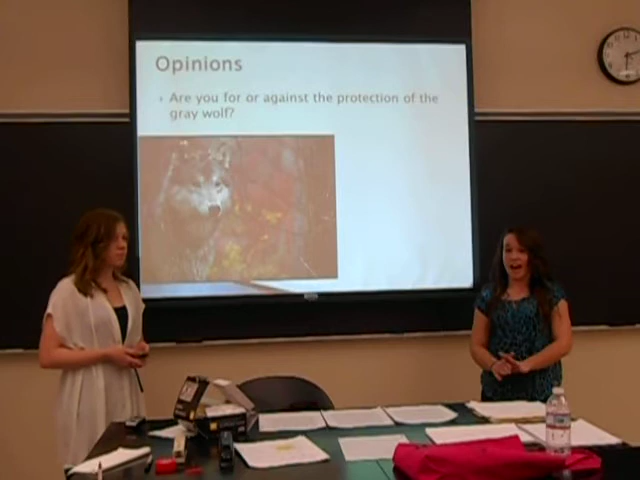 Opinions
Are you for or against the protection of the
gray wolf?